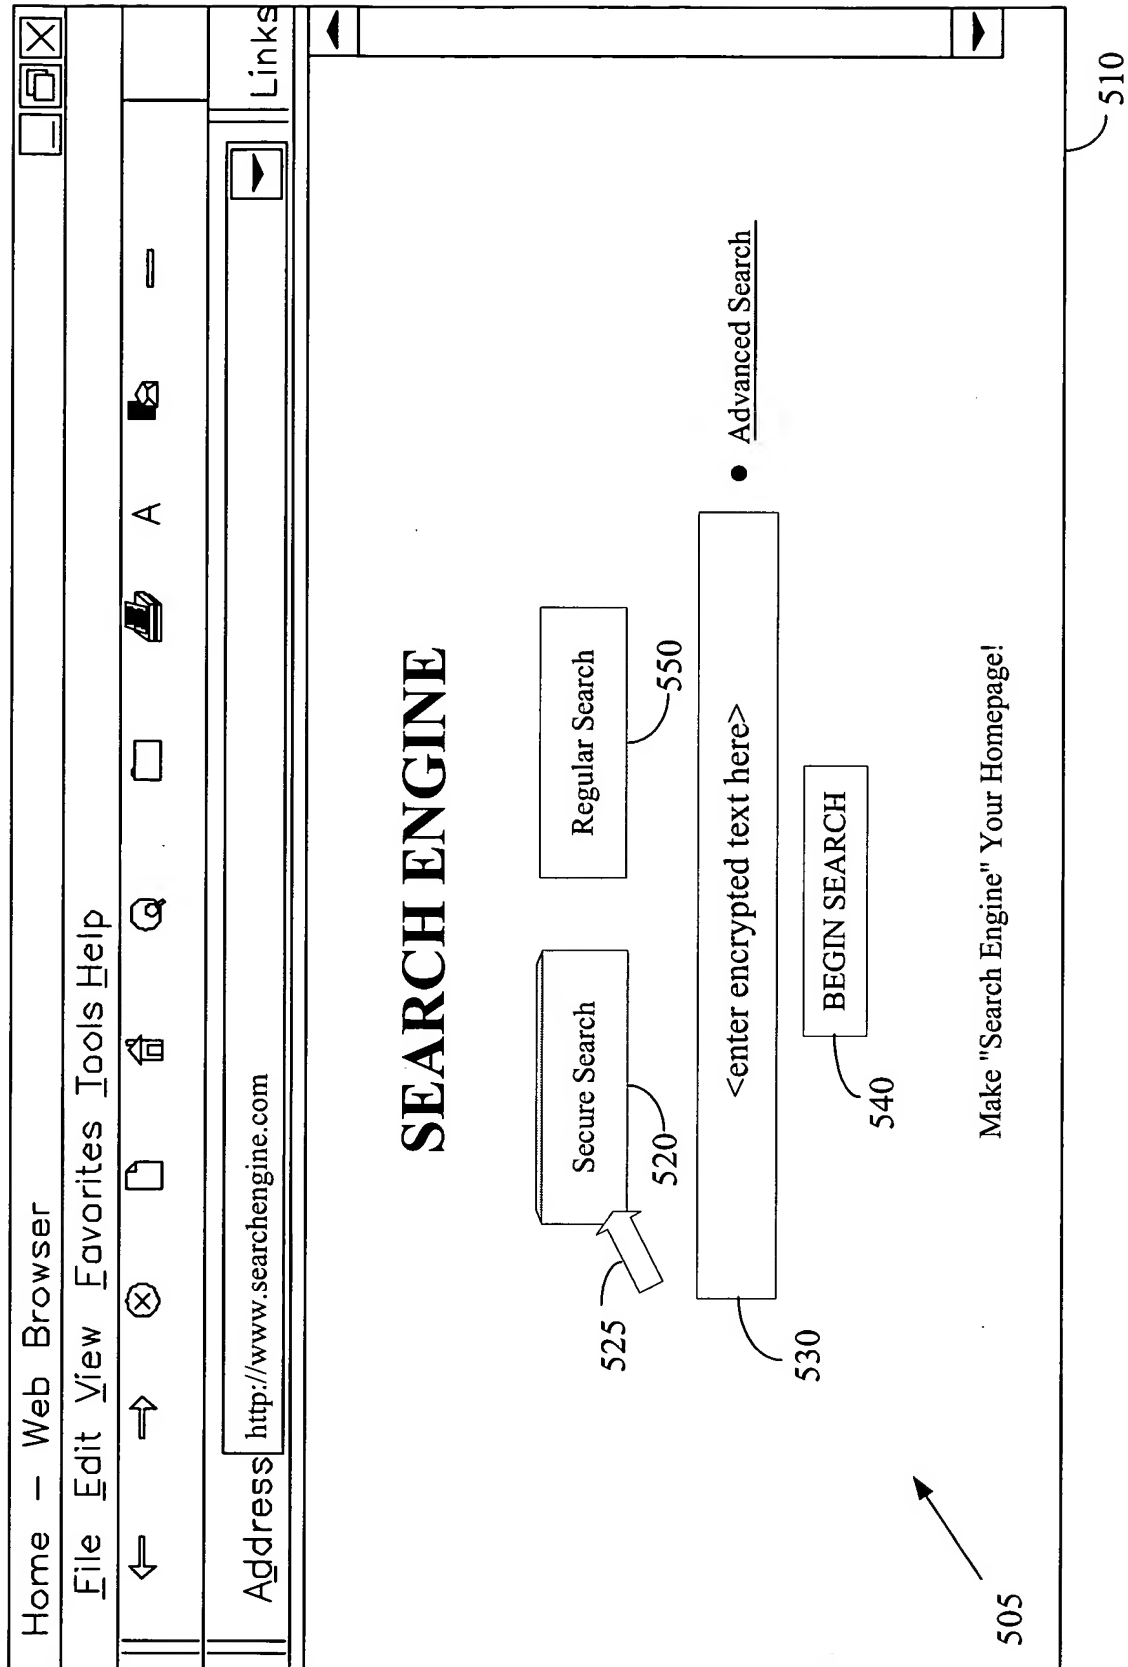 Home — Web Browser
File Edit View Favorites Tools Help
A
Address http://www.searchengine.com Links
SEARCH ENGINE
Secure Search Regular Search
525 520 550
<enter encrypted text here> • Advanced Search
530
BEGIN SEARCH
540
Make "Search Engine" Your Homepage!
505
510